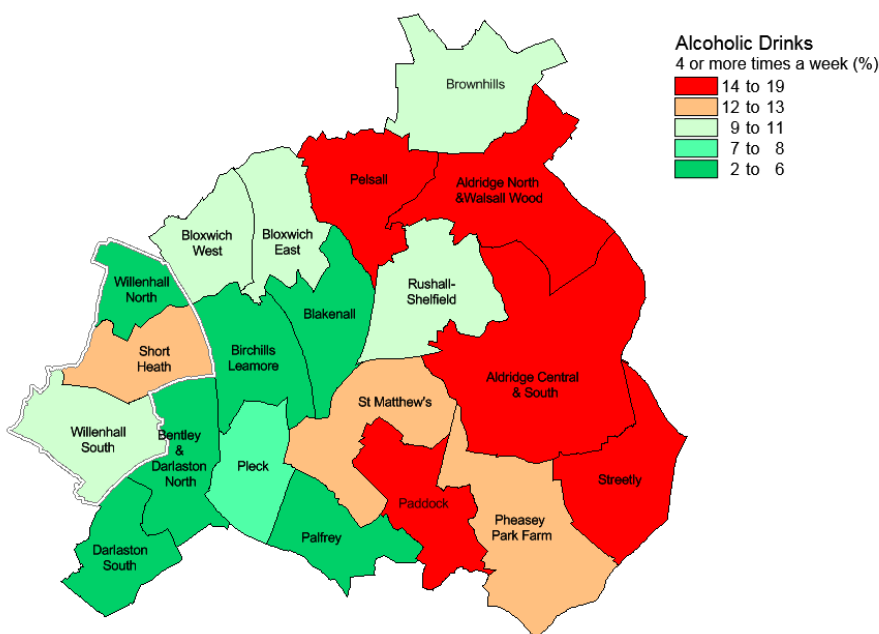 Alcoholic Drinks
4 or more times a week (%)
14 to 19
12 to 13
9 to 11
7 to 8
2 to 6
Brownhills
Pelsall
Aldridge North
&Walsall Wood
Bloxwich
West
Bloxwich
East
Willenhall
North
Blakenall
Rushall-
Shelfield
Short
Heath
Birchills
Leamore
Aldridge Central
& South
St Matthew's
Willenhall
South
Bentley
&
Darlaston
North
Pleck
Paddock
Streetly
Pheasey
Park Farm
Palfrey
Darlaston
South